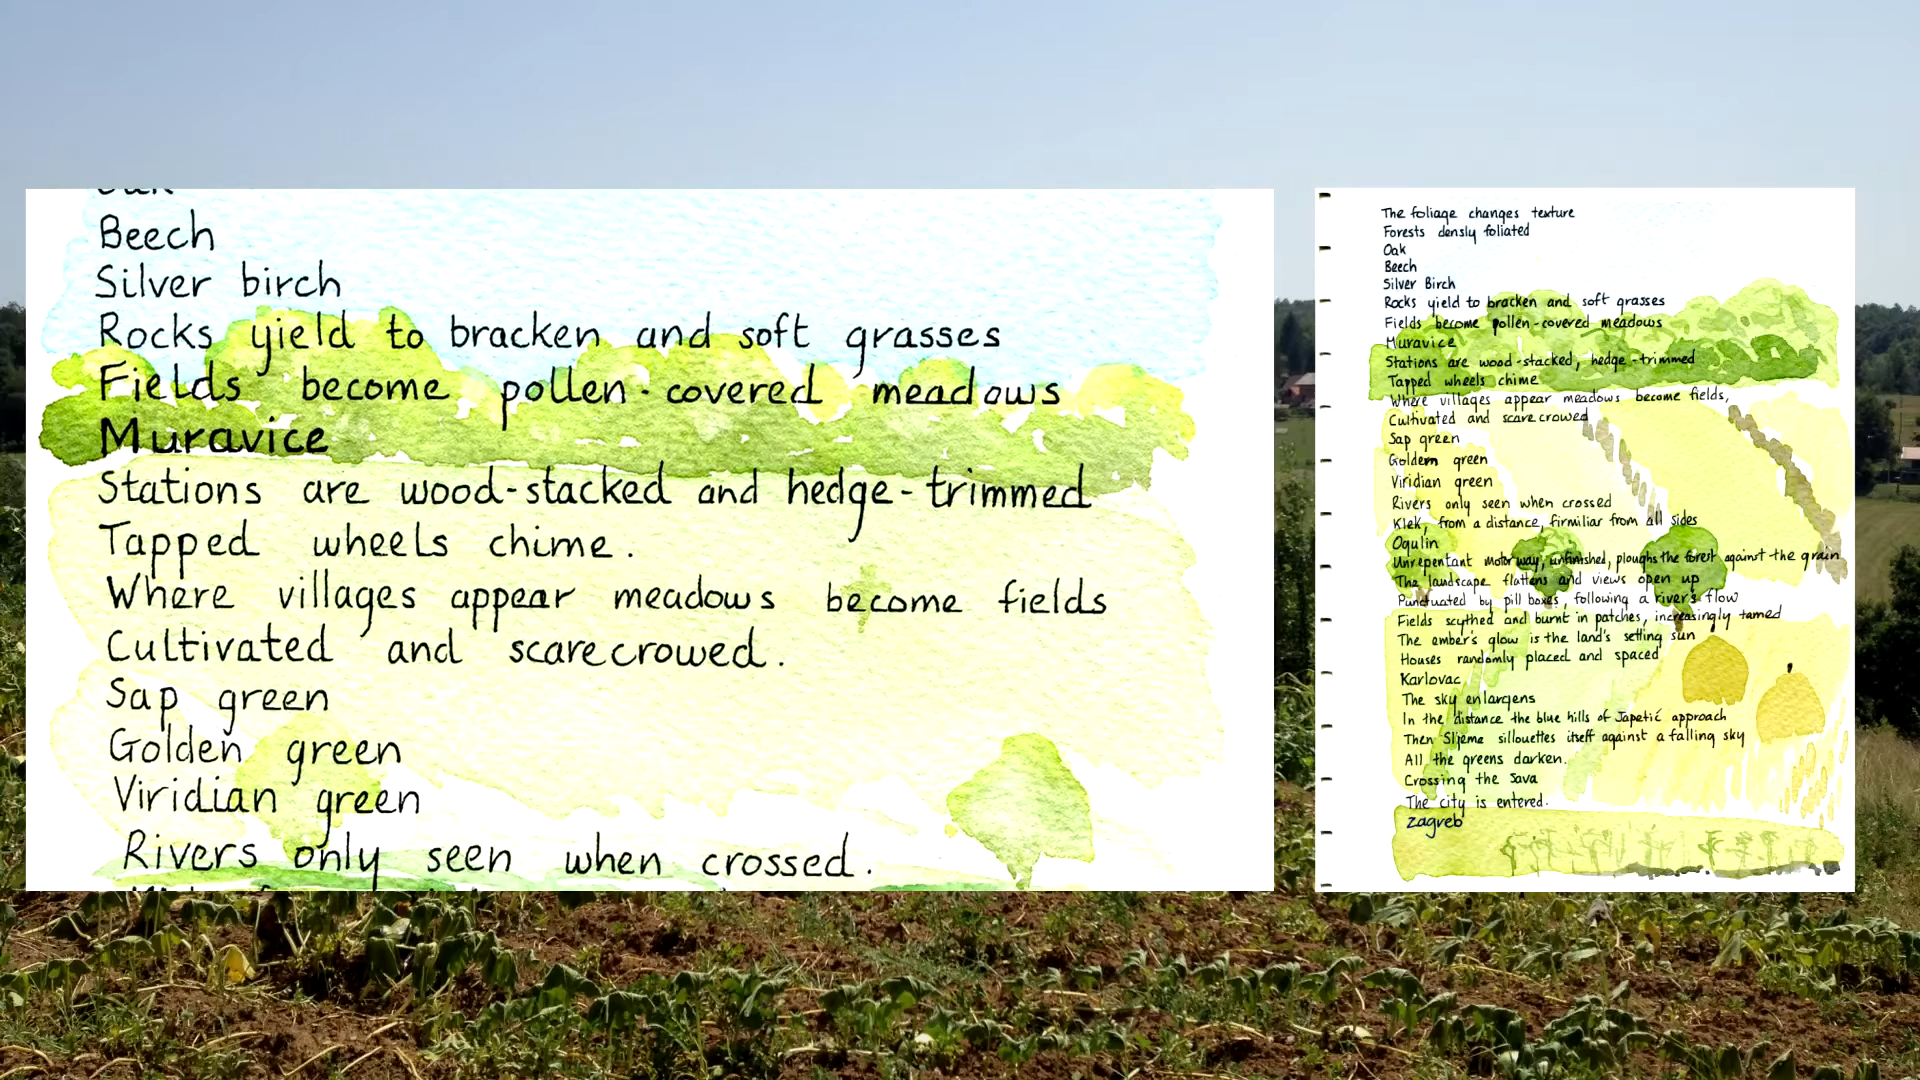 Oak
Beech
Silver birch
Rocks yield to bracken and soft grasses
Fields become pollen-covered meadows
Muravice
Stations are wood-stacked and hedge-trimmed
Tapped wheels chime.
Where villages appear meadows become fields
Cultivated and scarecrowed.
Sap green
Golden green
Viridian green
Rivers only seen when crossed.
The foliage changes texture
Forests densly foliated
Oak
Beech
Silver Birch
Rocks yield to bracken and soft grasses
Fields become pollen-covered meadows
Muravice
Stations are wood-stacked, hedge-trimmed
Tapped wheels chime
Where villages appear meadows become fields,
Cultivated and scarecrowed
Sap green
Goldern green
Viridian green
Rivers only seen when crossed
Klek, from a distance, firmiliar from all sides
Ogulin
Unrepentant motorway, unfinished, ploughs the forest against the grain
The landscape flattens and views open up
Punctuated by pill boxes, following a river's flow
Fields scythed and burnt in patches, increasingly tamed
The ember's glow is the land's setting sun
Houses randomly placed and spaced
Karlovac
The sky enlargens
In the distance the blue hills of Japetić approach
Then Sljeme sillouettes itself against a falling sky
All the greens darken.
Crossing the Sava
The city is entered.
Zagreb